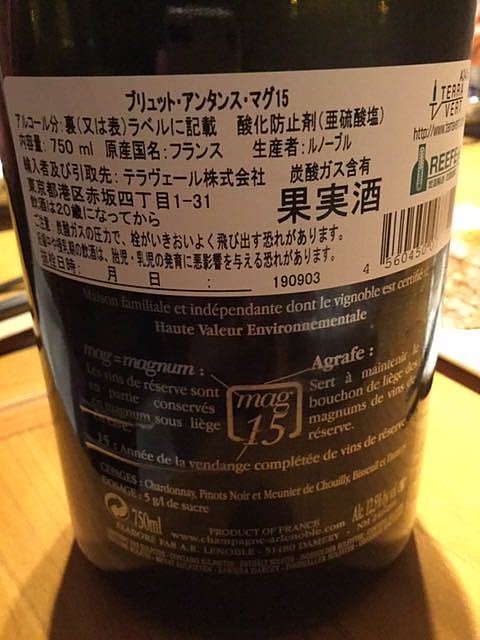 ブリュット・アンタンス・マグ15
アルコール分:裏(又は表)ラベルに記載 酸化防止剤(亜硫酸塩)
内容量:750 ml 原産国名:フランス 生産者:ルノーブル
輸入者及び引取先:テラヴェール株式会社 炭酸ガス含有
東京都港区赤坂四丁目1-31 果実酒
飲酒は20歳になってから
ご注意:炭酸ガスの圧力で、栓がいきおいよく飛び出す恐れがあります。
妊娠中や授乳期の飲酒は、胎児・乳児の発育に悪影響を与える恐れがあります。
抜栓日時: 月 日 : 190903
TERRA
VERT
REEFER
4 560450
Maison familiale et indépendante dont le vignoble est certifié
Haute Valeur Environnementale
mag=magnum :
Les vins de réserve sont
en partie conservés
en magnum sous liège
mag
15
Agrafe :
Sert à maintenir le
bouchon de liège des
magnums de vins de
réserve.
15 : Année de la vendange complétée de vins de réserve
CÉPAGES : Chardonnay, Pinots Noir et Meunier de Chouilly, Bisseuil et Damery
DOSAGE : 5 g/l de sucre
750ml
PRODUCT OF FRANCE
www.champagne-arlenoble.com
Alc 12.5% by vol
ÉLABORÉ PAR A.R. LENOBLE - 51480 DAMERY -